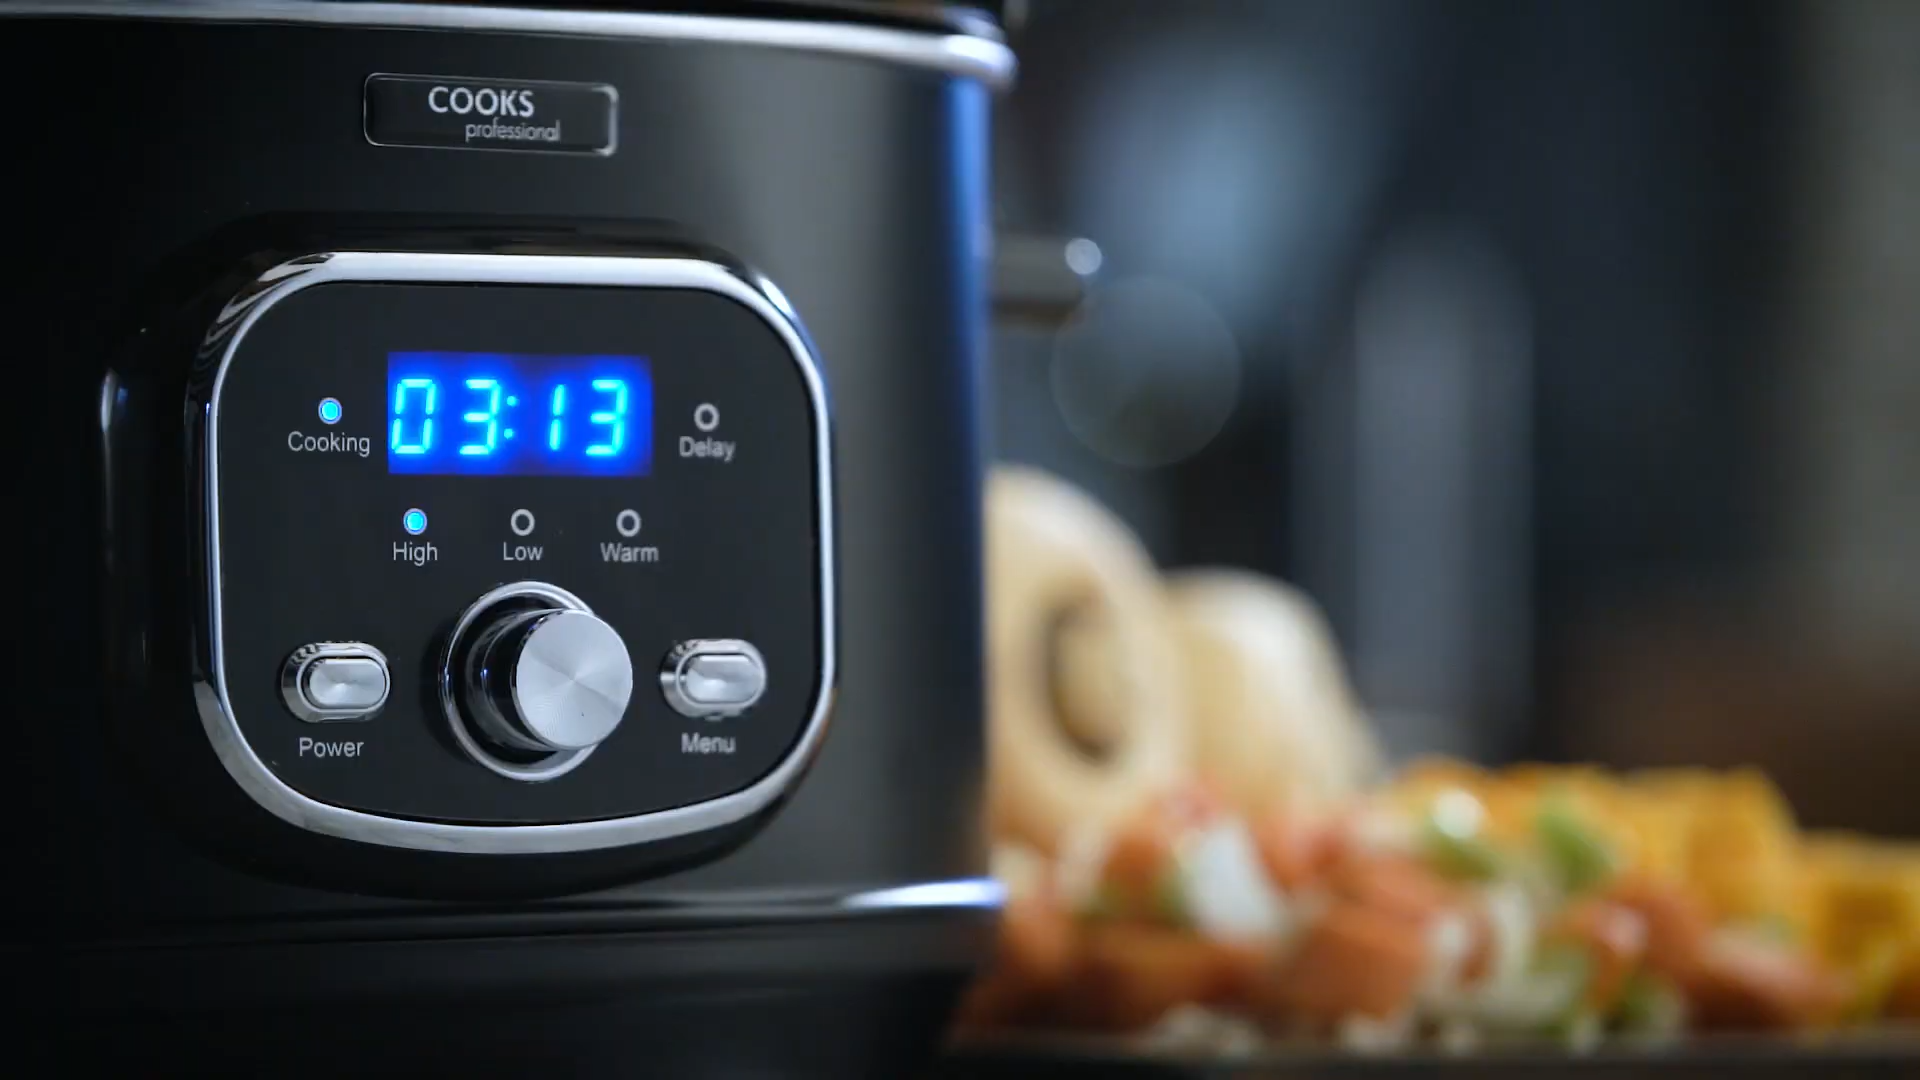 COOKS
professional
03:13
Cooking
Delay
High
Low
Warm
Power
Menu